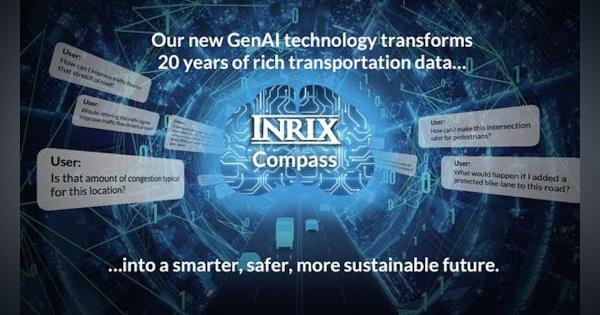 Our new GenAI technology transforms
20 years of rich transportation data...
User:
How can I improve traffic flow in
that stretch of road?
User:
Would retiming the traffic signals
improve traffic flow
User:
Is that amount of congestion typical
for this location?
INRIX
Compass
User:
How can I make this intersection
safer for pedestrians?
User:
What would happen if I added a
protected bike lane to this road?
...into a smarter, safer, more sustainable future.